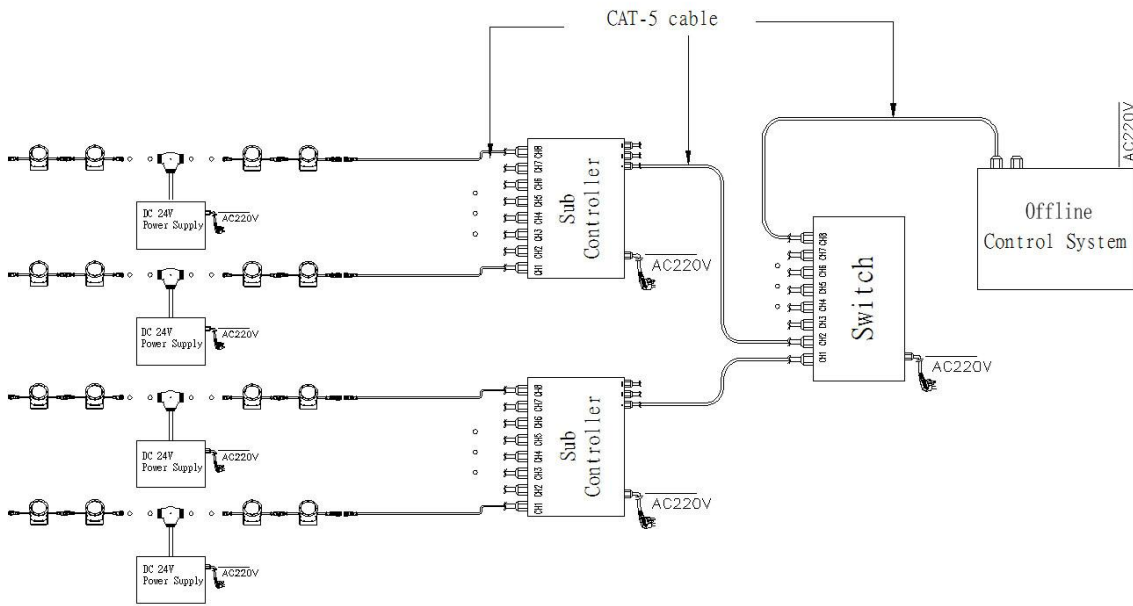 CAT-5 cable
AC220V
DC 24V
Power Supply
AC220V
CH8
CH7
CH6
CH5
CH4
CH3
CH2
CH1
Sub
Controller
AC220V
DC 24V
Power Supply
AC220V
CH8
CH7
CH6
CH5
CH4
CH3
CH2
CH1
Switch
AC220V
Offline
Control System
DC 24V
Power Supply
AC220V
CH8
CH7
CH6
CH5
CH4
CH3
CH2
CH1
Sub
Controller
AC220V
DC 24V
Power Supply
AC220V